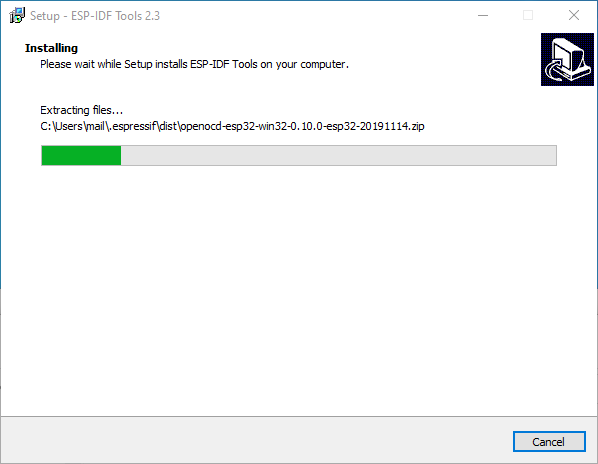 Setup - ESP-IDF Tools 2.3
Installing
Please wait while Setup installs ESP-IDF Tools on your computer.
Extracting files...
C:\Users\mail\.espressif\dist\openocd-esp32-win32-0.10.0-esp32-20191114.zip
Cancel